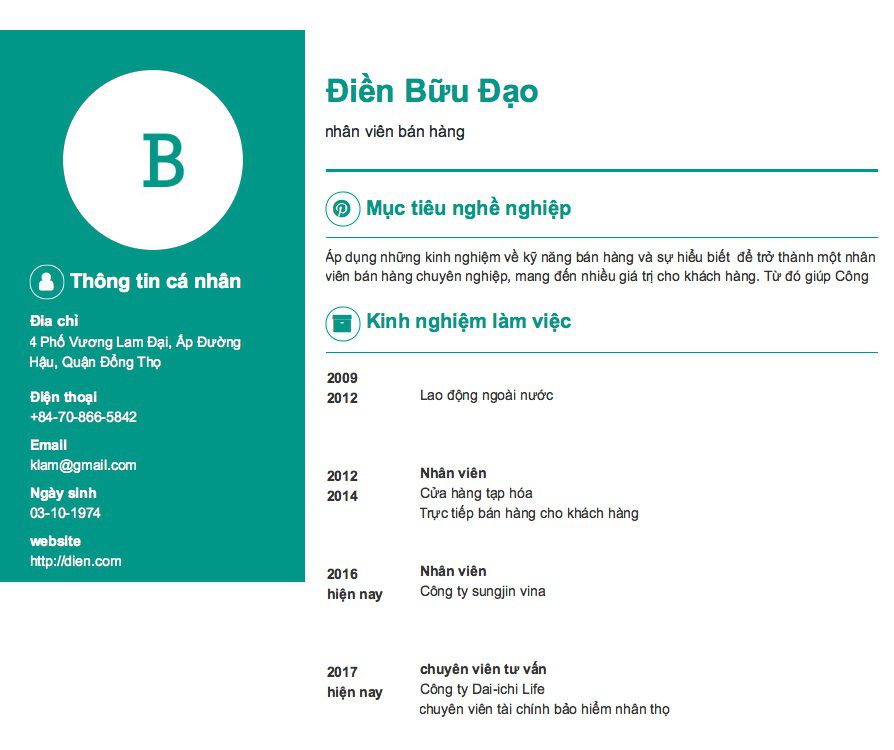 B
Thông tin cá nhân
Đia chỉ
4 Phố Vương Lam Đại, Ấp Đường
Hậu, Quận Đồng Thọ
Điện thoại
+84-70-866-5842
Email
klam@gmail.com
Ngày sinh
03-10-1974
website
http://dien.com
Điền Bữu Đạo
nhân viên bán hàng
Mục tiêu nghề nghiệp
Áp dụng những kinh nghiệm về kỹ năng bán hàng và sự hiểu biết để trở thành một nhân
viên bán hàng chuyên nghiệp, mang đến nhiều giá trị cho khách hàng. Từ đó giúp Công
Kinh nghiệm làm việc
2009
2012
Lao động ngoài nước
2012
2014
Nhân viên
Cửa hàng tạp hóa
Trực tiếp bán hàng cho khách hàng
2016
hiện nay
Nhân viên
Công ty sungjin vina
2017
hiện nay
chuyên viên tư vấn
Công ty Dai-ichi Life
chuyên viên tài chính bảo hiểm nhân thọ